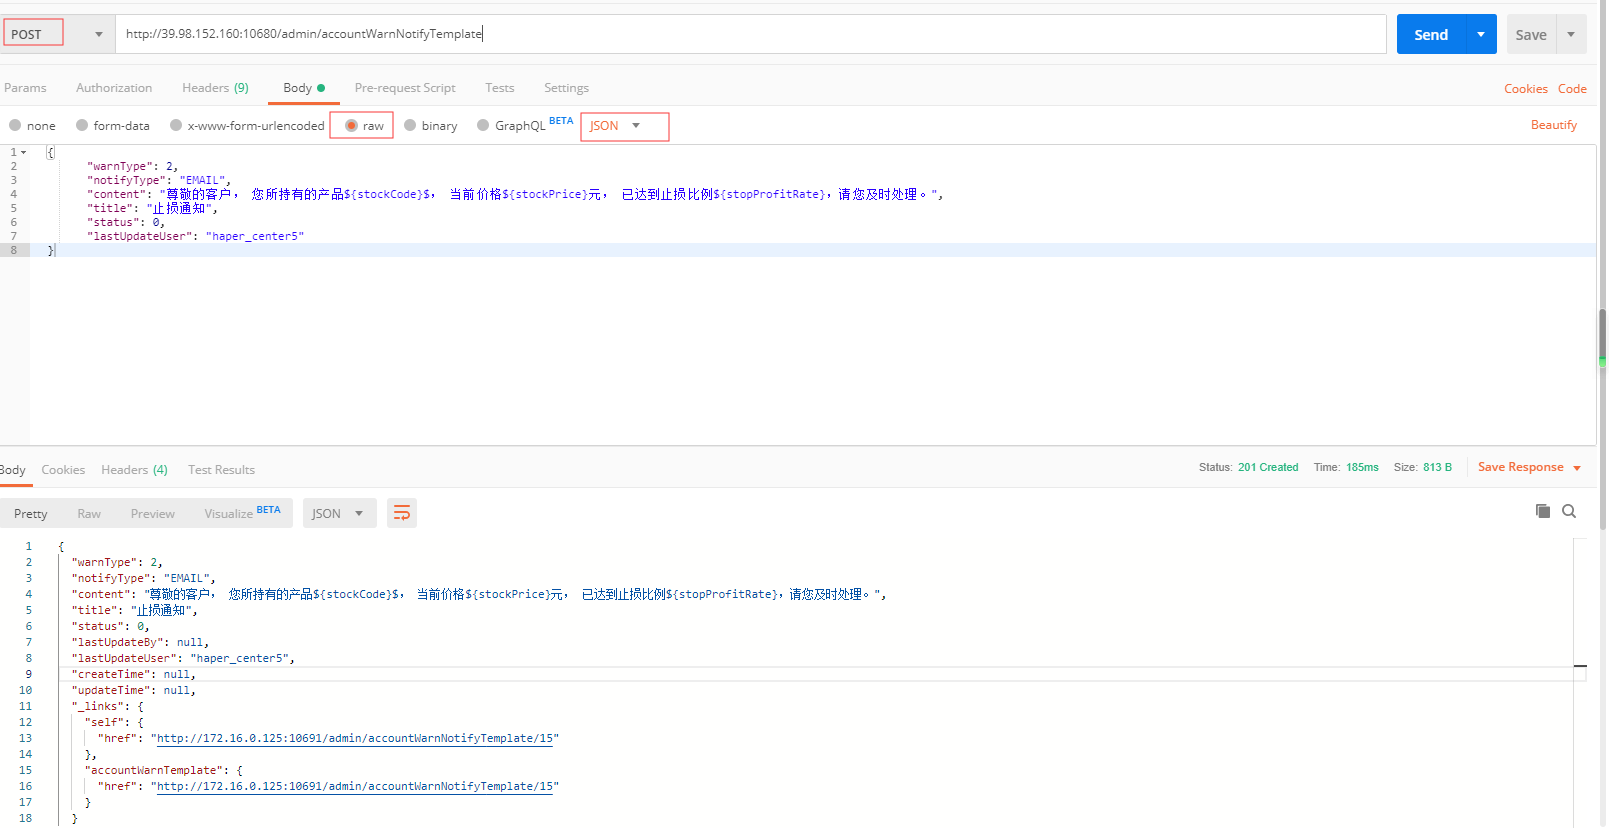 POST
http://39.98.152.160:10680/admin/accountWarnNotifyTemplate
Send
Save
Params
Authorization
Headers (9)
Body
Pre-request Script
Tests
Settings
Cookies
Code
none
form-data
x-www-form-urlencoded
raw
binary
GraphQL BETA
JSON
Beautify
1 {
2 "warnType": 2,
3 "notifyType": "EMAIL",
4 "content": "尊敬的客户， 您所持有的产品${stockCode}$， 当前价格${stockPrice}元， 已达到止损比例${stopProfitRate}，请您及时处理。",
5 "title": "止损通知",
6 "status": 0,
7 "lastUpdateUser": "haper_center5"
8 }
Body
Cookies
Headers (4)
Test Results
Status: 201 Created
Time: 185ms
Size: 813 B
Save Response
Pretty
Raw
Preview
Visualize BETA
JSON
1 {
2 "warnType": 2,
3 "notifyType": "EMAIL",
4 "content": "尊敬的客户， 您所持有的产品${stockCode}$， 当前价格${stockPrice}元， 已达到止损比例${stopProfitRate}，请您及时处理。",
5 "title": "止损通知",
6 "status": 0,
7 "lastUpdateBy": null,
8 "lastUpdateUser": "haper_center5",
9 "createTime": null,
10 "updateTime": null,
11 "_links": {
12 "self": {
13 "href": "http://172.16.0.125:10691/admin/accountWarnNotifyTemplate/15"
14 },
15 "accountWarnTemplate": {
16 "href": "http://172.16.0.125:10691/admin/accountWarnNotifyTemplate/15"
17 }
18 }